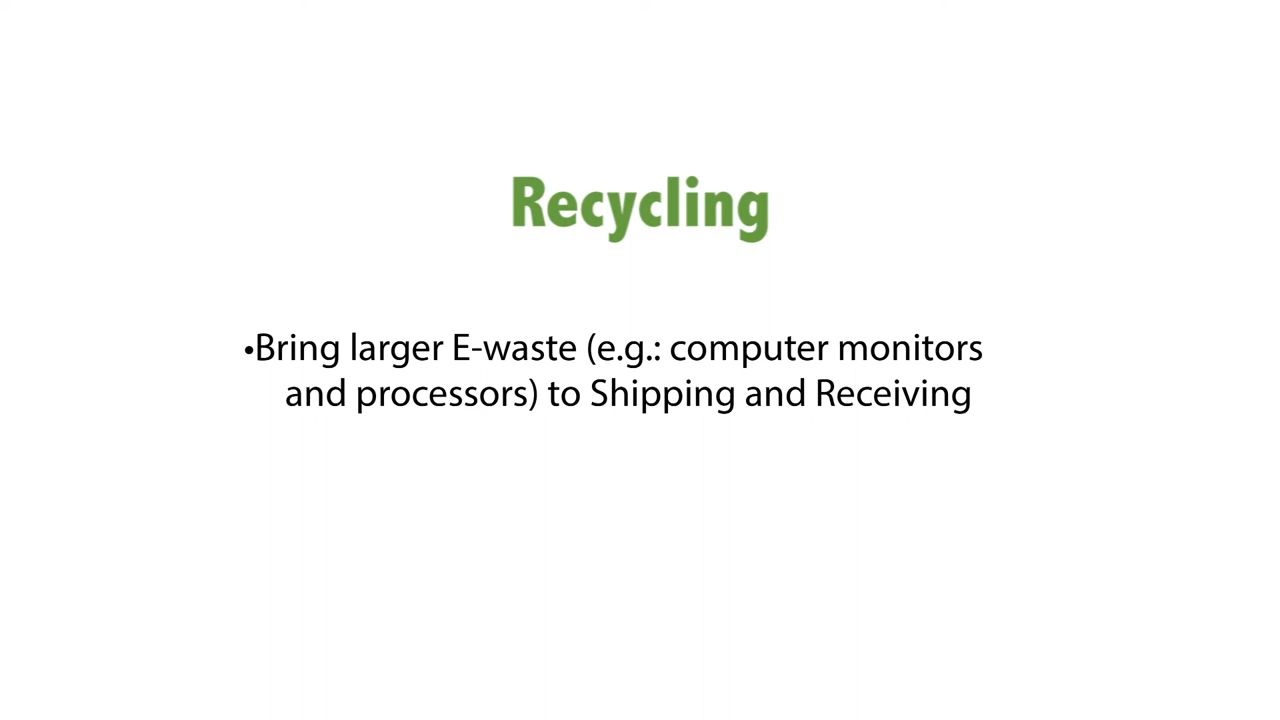 Recycling
•Bring larger E-waste (e.g.: computer monitors
and processors) to Shipping and Receiving